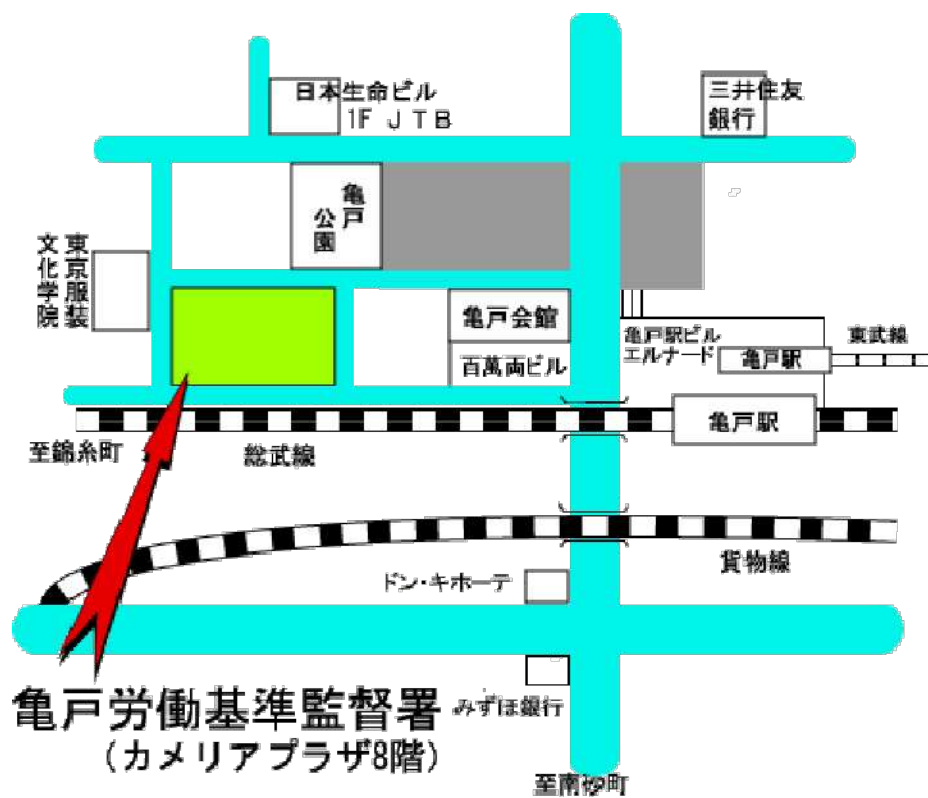 日本生命ビル
1F JTB
三井住友
銀行
亀戸
公園
東京服装
文化学院
亀戸会館
百萬両ビル
亀戸駅ビル
エルナード
亀戸駅
東武線
亀戸駅
至錦糸町
総武線
貨物線
ドン・キホーテ
亀戸労働基準監督署
(カメリアプラザ8階)
みずほ銀行
至南砂町